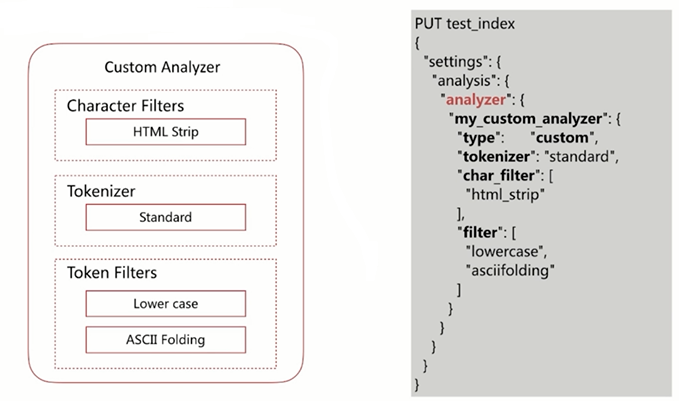 Custom Analyzer
Character Filters
HTML Strip
Tokenizer
Standard
Token Filters
Lower case
ASCII Folding
PUT test_index
{
"settings": {
"analysis": {
"analyzer": {
"my_custom_analyzer": {
"type": "custom",
"tokenizer": "standard",
"char_filter": [
"html_strip"
],
"filter": [
"lowercase",
"asciifolding"
]
}
}
}
}
}